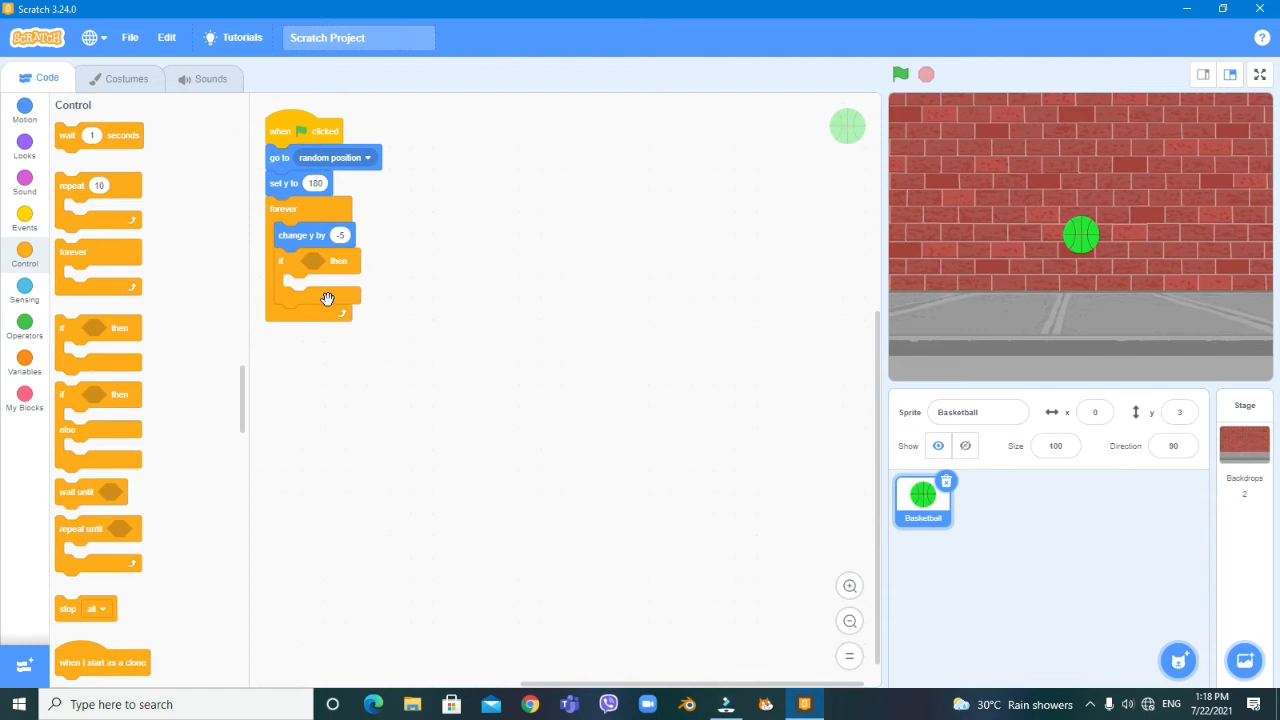 Scratch 3.24.0
SCRATCH
File
Edit
Tutorials
Scratch Project
?
Code
Costumes
Sounds
Motion
Looks
Sound
Events
Control
Sensing
Operators
Variables
My Blocks
Control
wait 1 seconds
repeat 10
forever
if then
if then
else
wait until
repeat until
stop all
when I start as a clone
when clicked
go to random position
set y to 180
forever
change y by -5
if then
Sprite Basketball x 0 y 3
Show Size 100 Direction 90
Basketball
Stage
Backdrops
2
Type here to search
30°C Rain showers
ENG
1:18 PM
7/22/2021